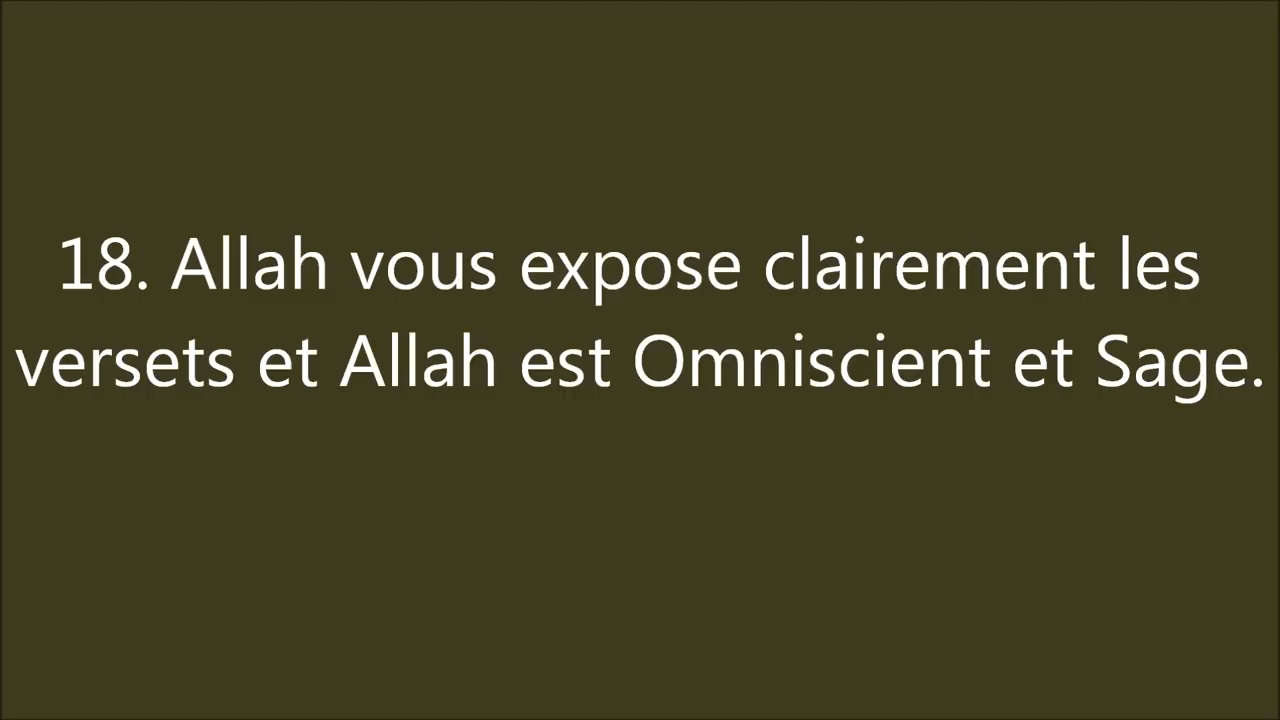 18. Allah vous expose clairement les
versets et Allah est Omniscient et Sage.